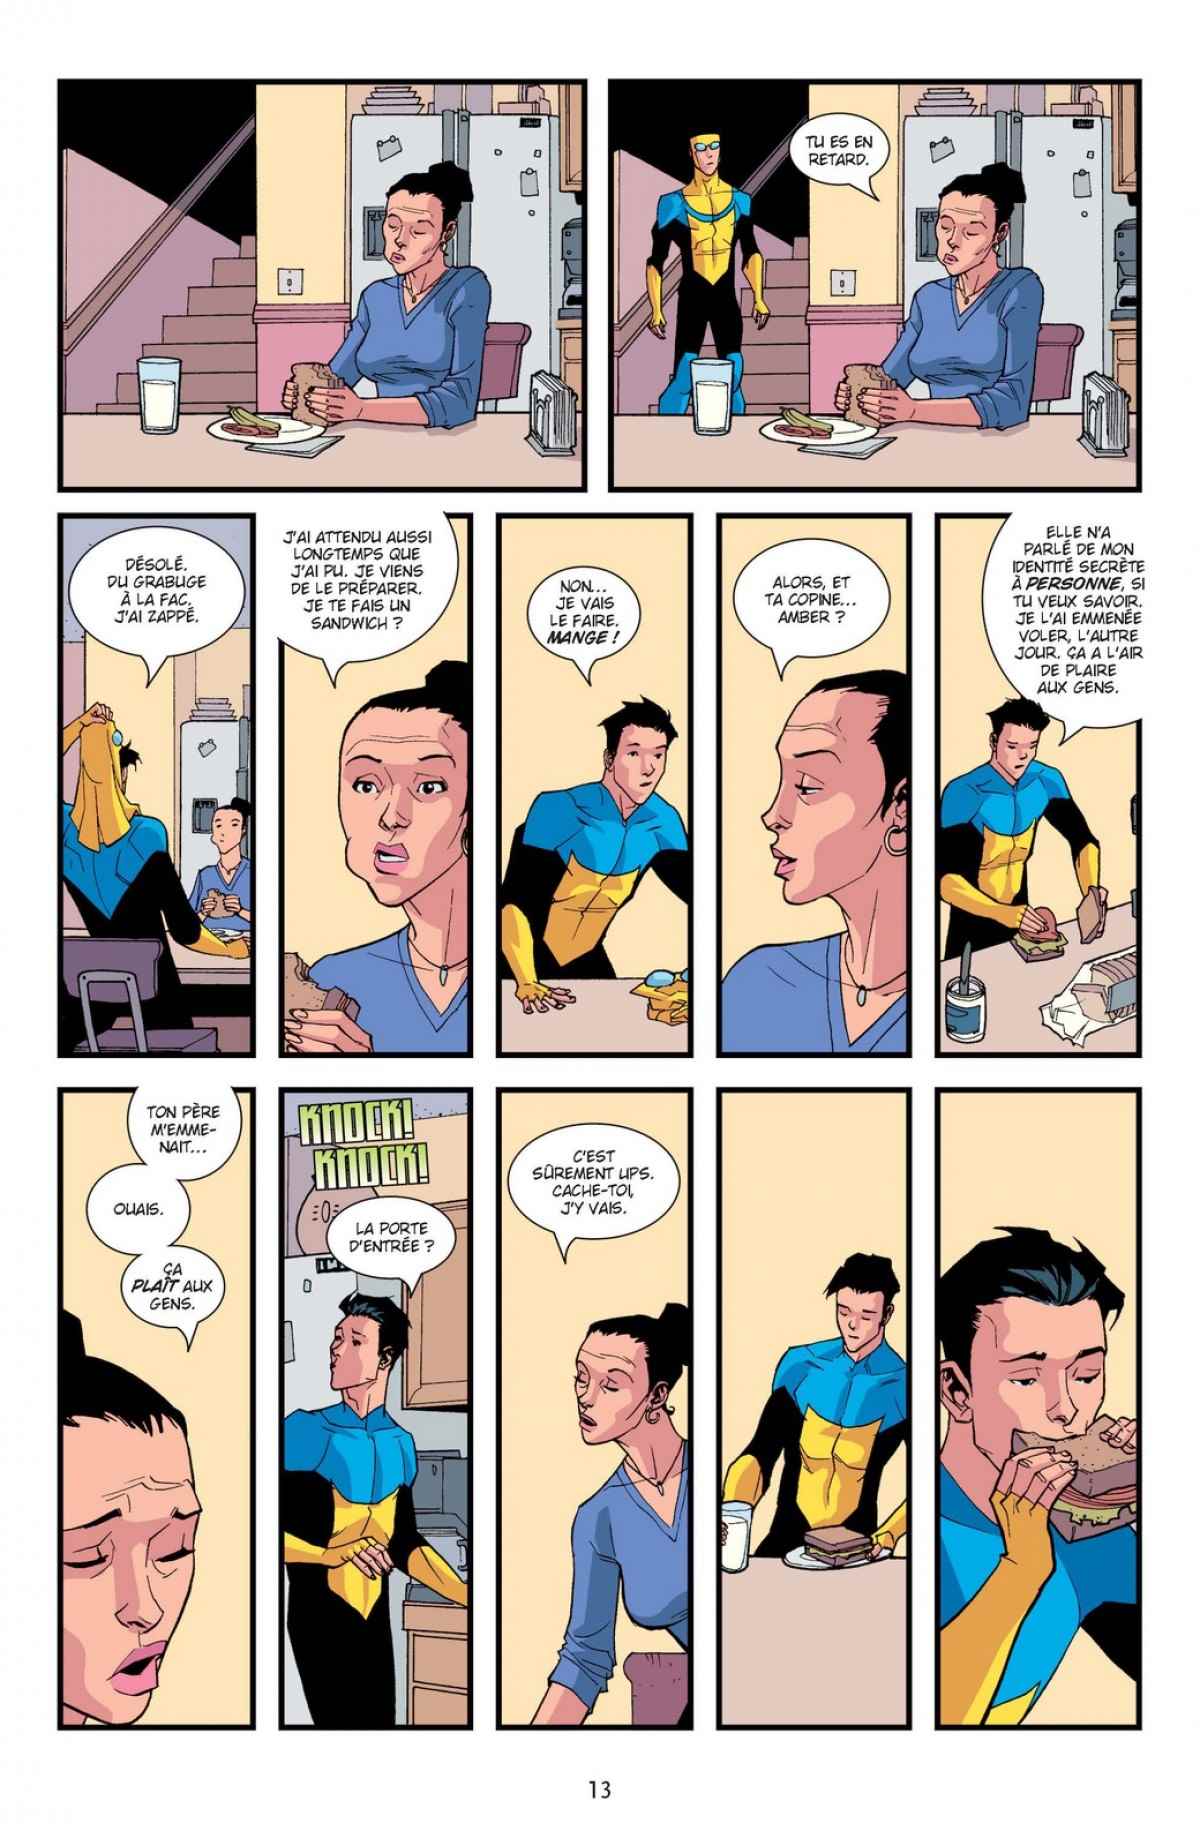 TU ES EN
RETARD.
DÉSOLÉ.
DU GRABUGE
À LA FAC,
J'AI ZAPPÉ.
J'AI ATTENDU AUSSI
LONGTEMPS QUE
J'AI PU. JE VIENS
DE LE PRÉPARER.
JE TE FAIS UN
SANDWICH ?
NON...
JE VAIS
LE FAIRE.
MANGE !
ALORS, ET
TA COPINE...
AMBER ?
ELLE N'A
PARLÉ DE MON
IDENTITÉ SECRÈTE
À PERSONNE, SI
TU VEUX SAVOIR.
JE L'AI EMMENÉE
VOLER, L'AUTRE
JOUR. ÇA A L'AIR
DE PLAIRE
AUX GENS.
TON PÈRE
M'EMME-
NAIT...
OUAIS.
ÇA
PLAÎT AUX
GENS.
KNOCK!
KNOCK!
LA PORTE
D'ENTRÉE ?
C'EST
SÛREMENT UPS.
CACHE-TOI,
J'Y VAIS.
13